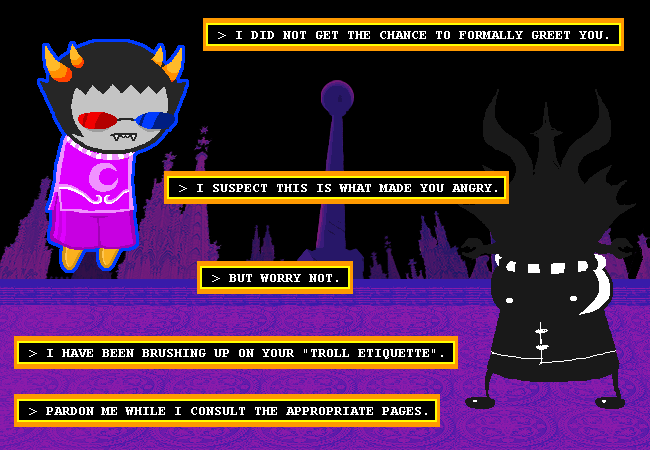 > I DID NOT GET THE CHANCE TO FORMALLY GREET YOU.
> I SUSPECT THIS IS WHAT MADE YOU ANGRY.
> BUT WORRY NOT.
> I HAVE BEEN BRUSHING UP ON YOUR "TROLL ETIQUETTE".
> PARDON ME WHILE I CONSULT THE APPROPRIATE PAGES.